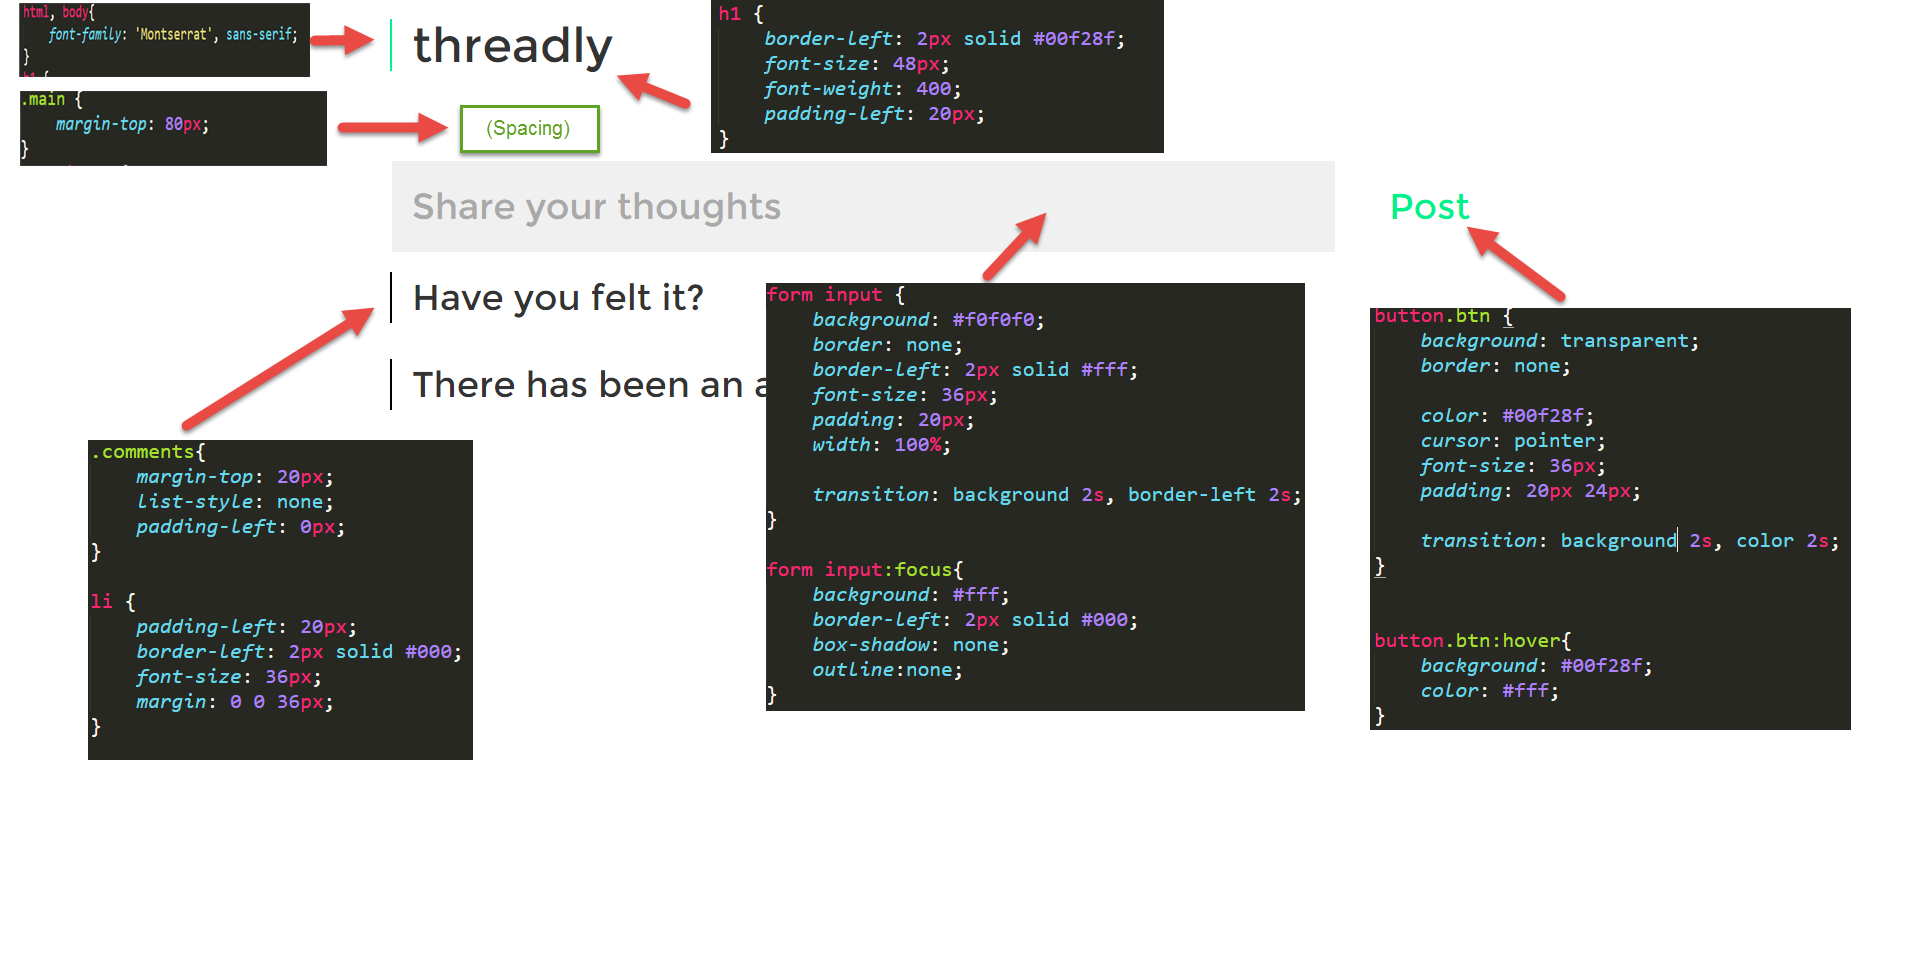 html, body{
font-family: 'Montserrat', sans-serif;
}
.main {
margin-top: 80px;
}
threadly
(Spacing)
h1 {
border-left: 2px solid #00f28f;
font-size: 48px;
font-weight: 400;
padding-left: 20px;
}
Share your thoughts
Post
Have you felt it?
There has been an a
.comments{
margin-top: 20px;
list-style: none;
padding-left: 0px;
}
li {
padding-left: 20px;
border-left: 2px solid #000;
font-size: 36px;
margin: 0 0 36px;
}
form input {
background: #f0f0f0;
border: none;
border-left: 2px solid #fff;
font-size: 36px;
padding: 20px;
width: 100%;
transition: background 2s, border-left 2s;
}
form input:focus{
background: #fff;
border-left: 2px solid #000;
box-shadow: none;
outline:none;
}
button.btn {
background: transparent;
border: none;
color: #00f28f;
cursor: pointer;
font-size: 36px;
padding: 20px 24px;
transition: background 2s, color 2s;
}
button.btn:hover{
background: #00f28f;
color: #fff;
}